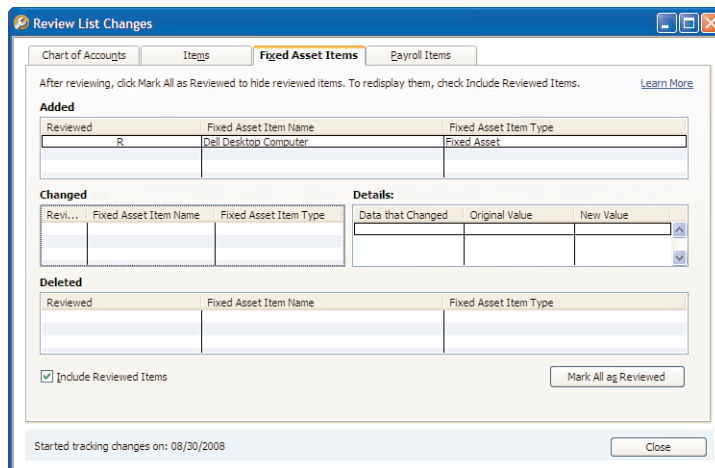 Review List Changes
Chart of Accounts Items Fixed Asset Items Payroll Items
After reviewing, click Mark All as Reviewed to hide reviewed items. To redisplay them, check Include Reviewed Items. Learn More
Added
Reviewed Fixed Asset Item Name Fixed Asset Item Type
R Dell Desktop Computer Fixed Asset
Changed Details:
Revi... Fixed Asset Item Name Fixed Asset Item Type Data that Changed Original Value New Value
Deleted
Reviewed Fixed Asset Item Name Fixed Asset Item Type
Include Reviewed Items Mark All as Reviewed
Started tracking changes on: 08/30/2008 Close